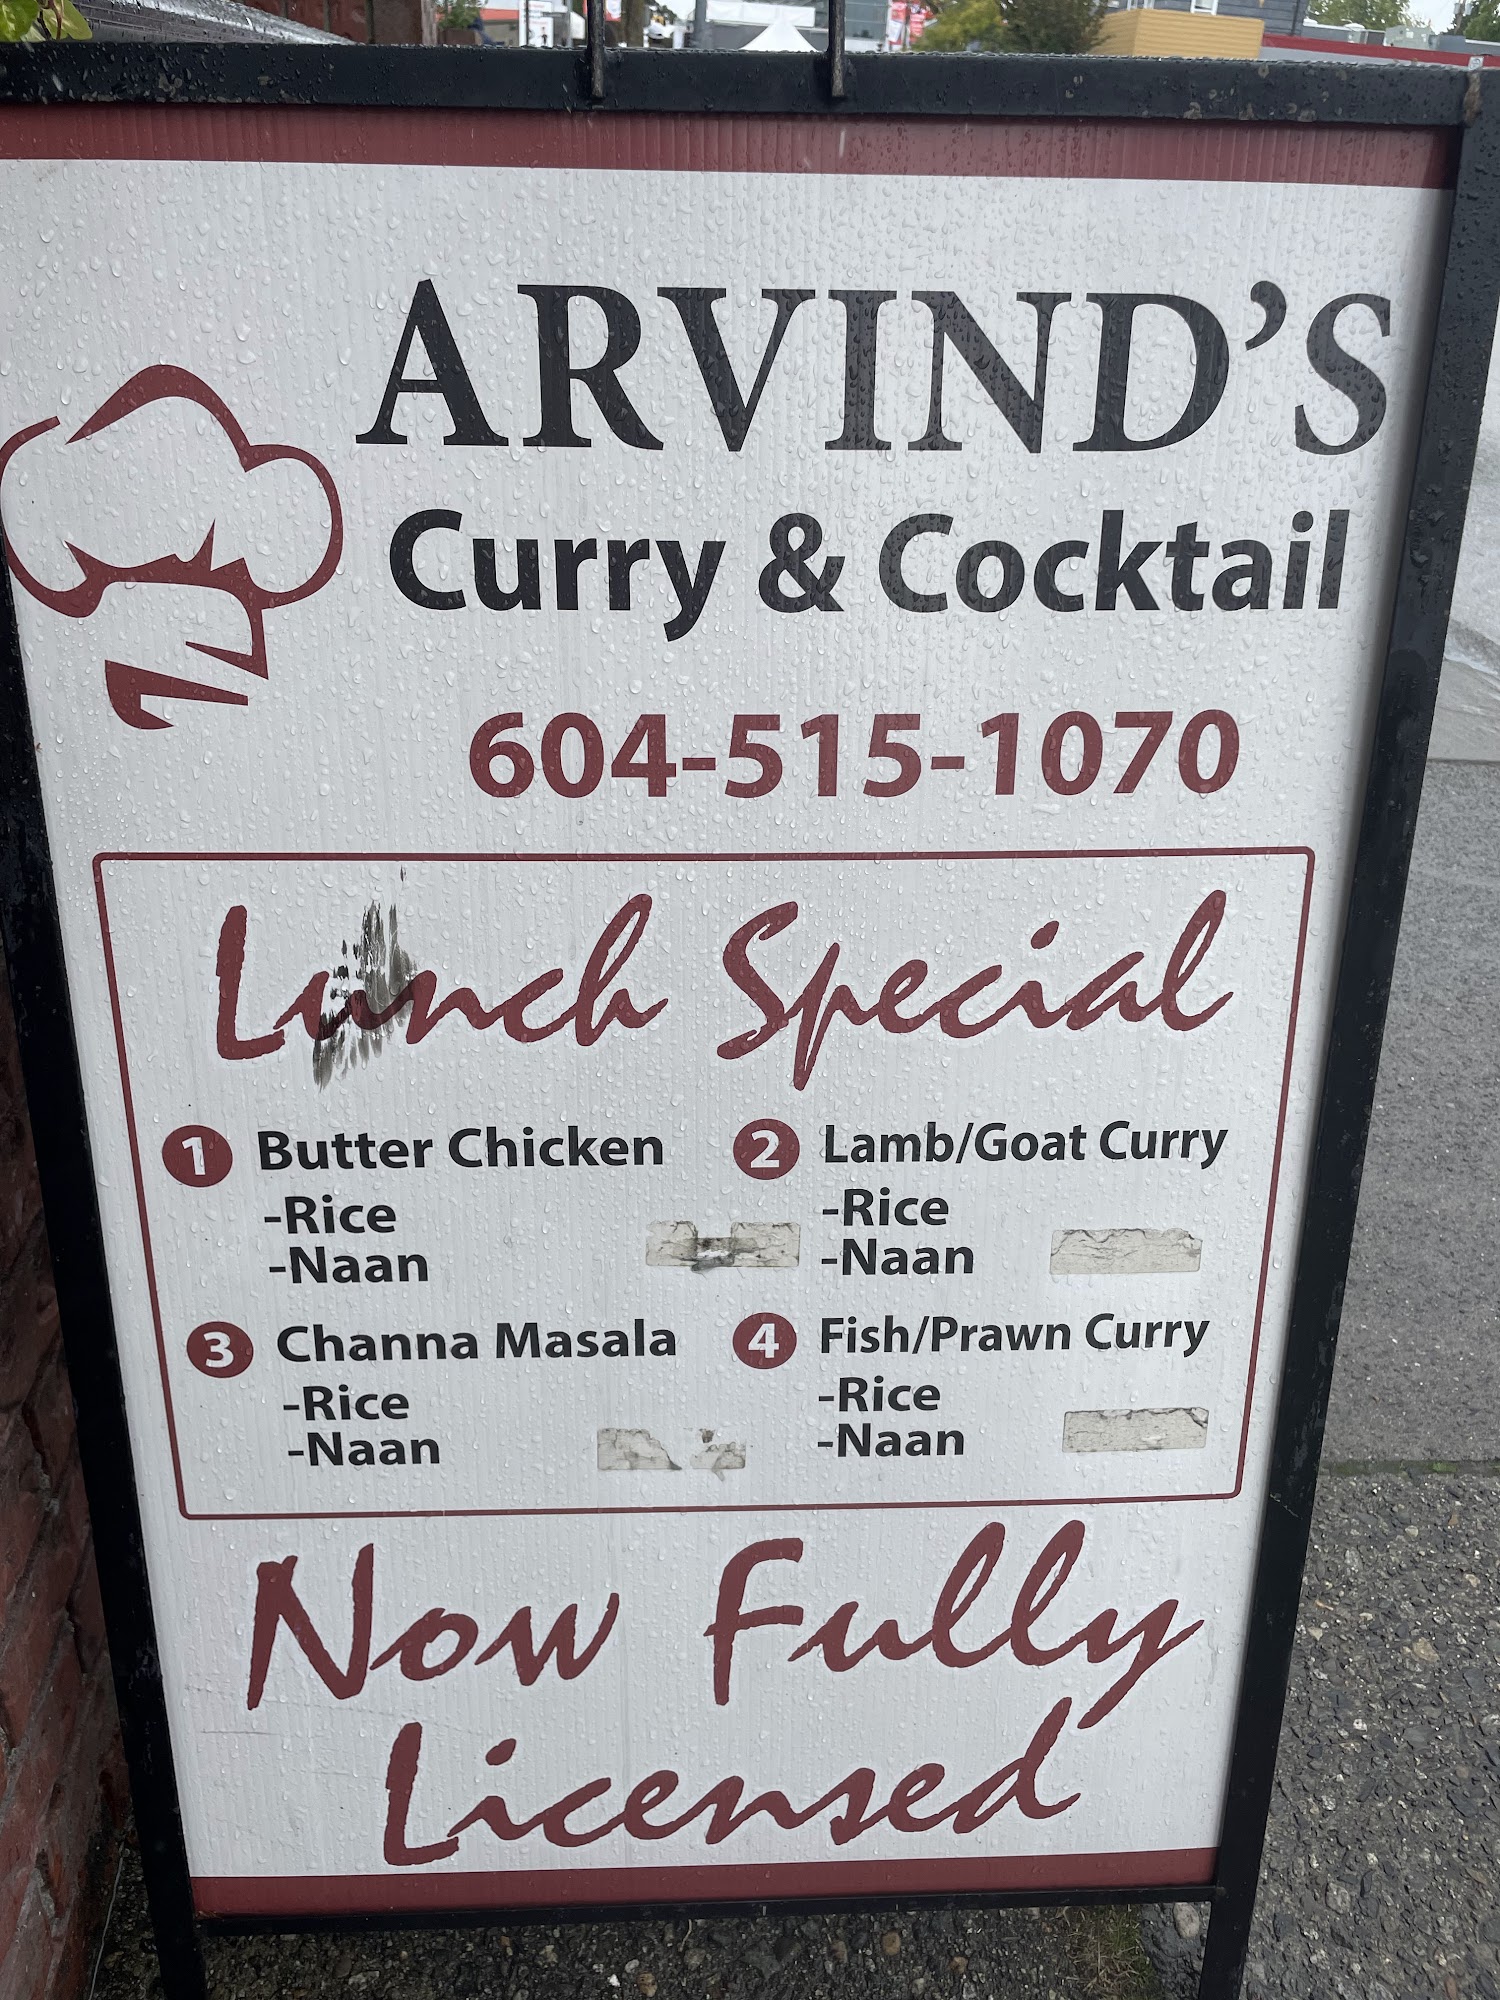 ARVIND'S
Curry & Cocktail
604-515-1070
Lunch Special
1 Butter Chicken
-Rice
-Naan
2 Lamb/Goat Curry
-Rice
-Naan
3 Channa Masala
-Rice
-Naan
4 Fish/Prawn Curry
-Rice
-Naan
Now Fully
Licensed